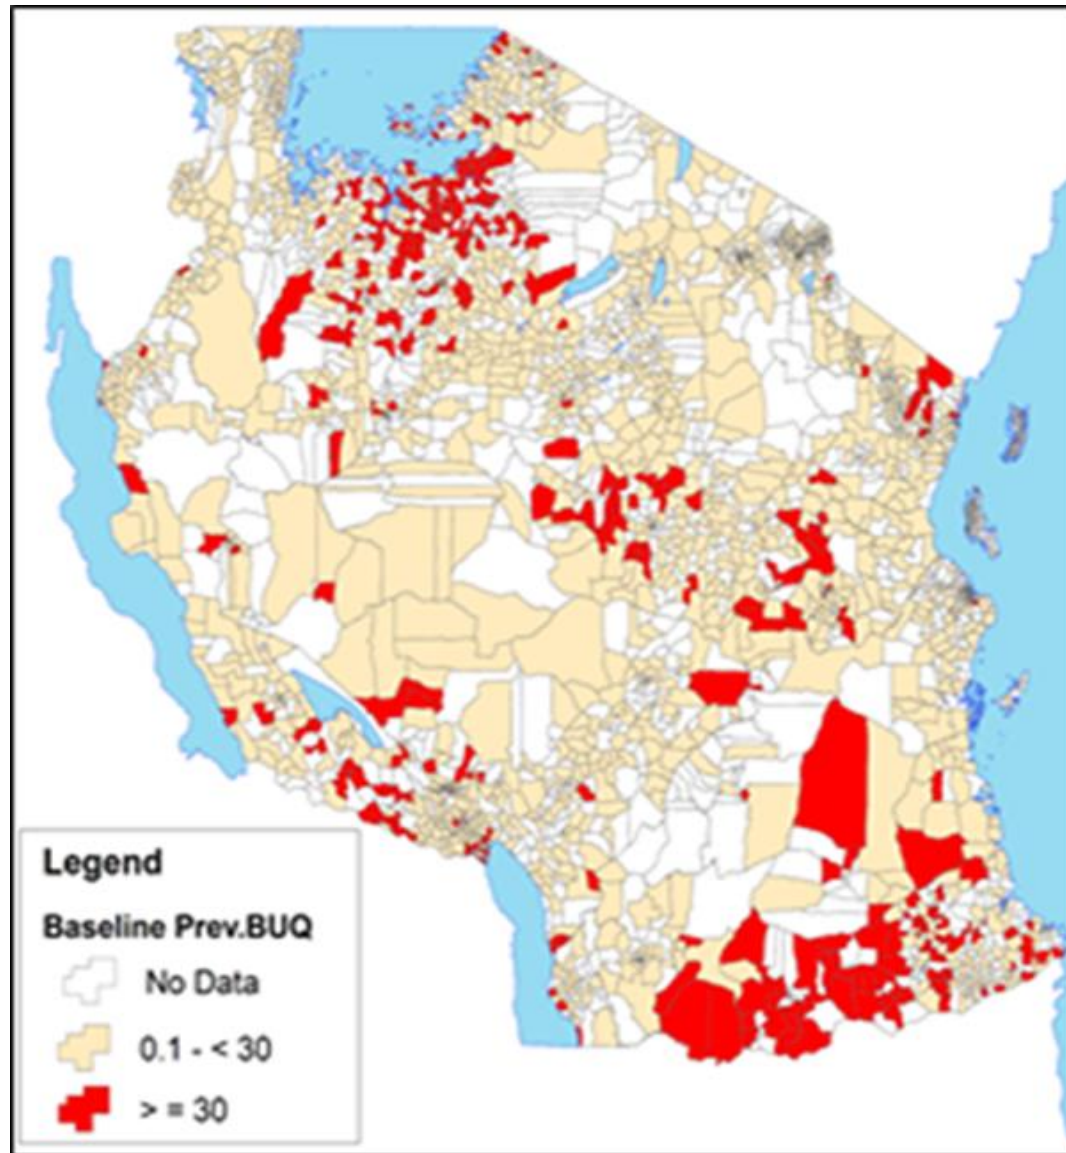 Legend
Baseline Prev.BUQ
No Data
0.1 - < 30
> = 30